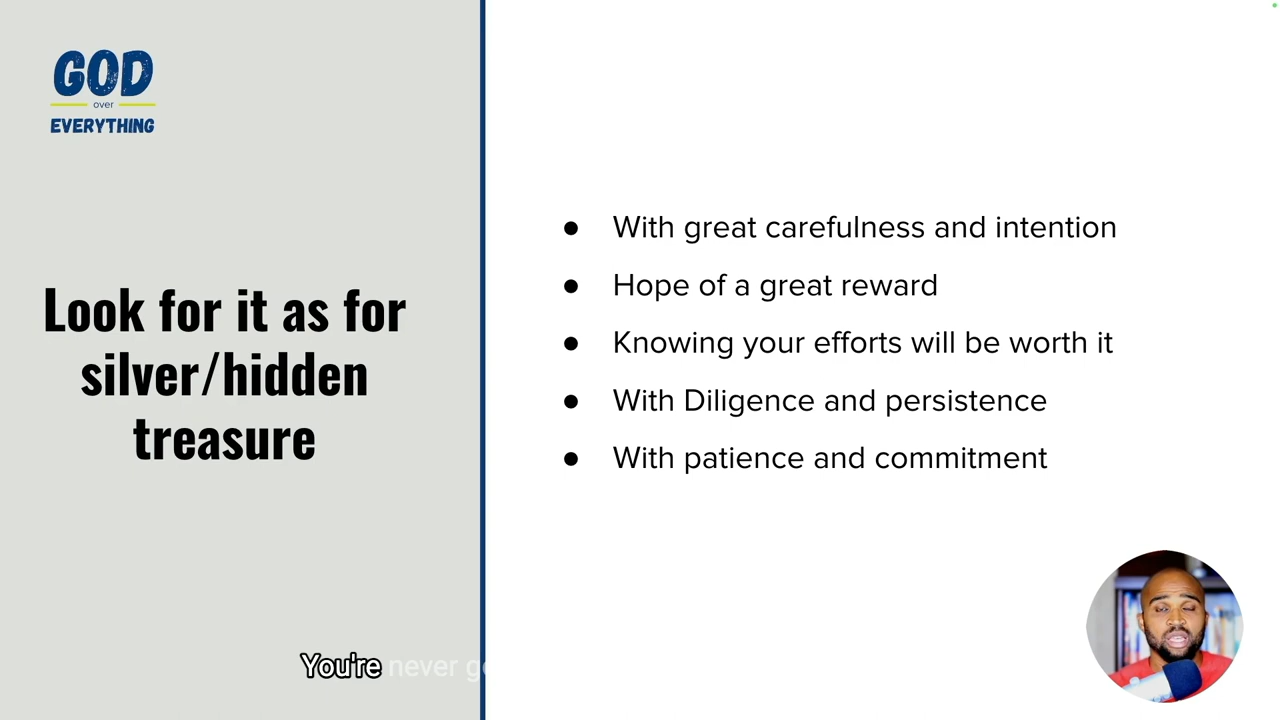 GOD
over
EVERYTHING
Look for it as for
silver/hidden
treasure
● With great carefulness and intention
● Hope of a great reward
● Knowing your efforts will be worth it
● With Diligence and persistence
● With patience and commitment
You're never